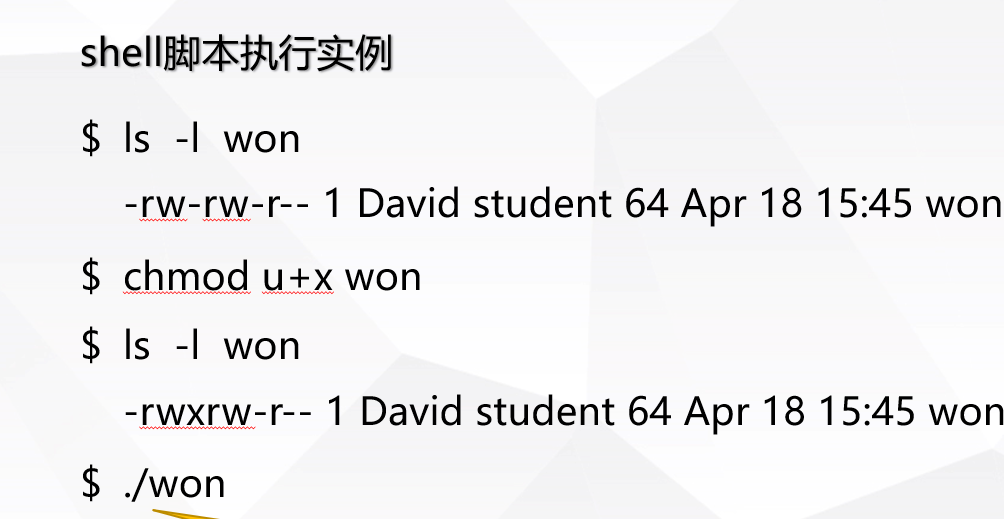 shell脚本执行实例
$ ls -l won
-rw-rw-r-- 1 David student 64 Apr 18 15:45 won
$ chmod u+x won
$ ls -l won
-rwxrw-r-- 1 David student 64 Apr 18 15:45 won
$ ./won